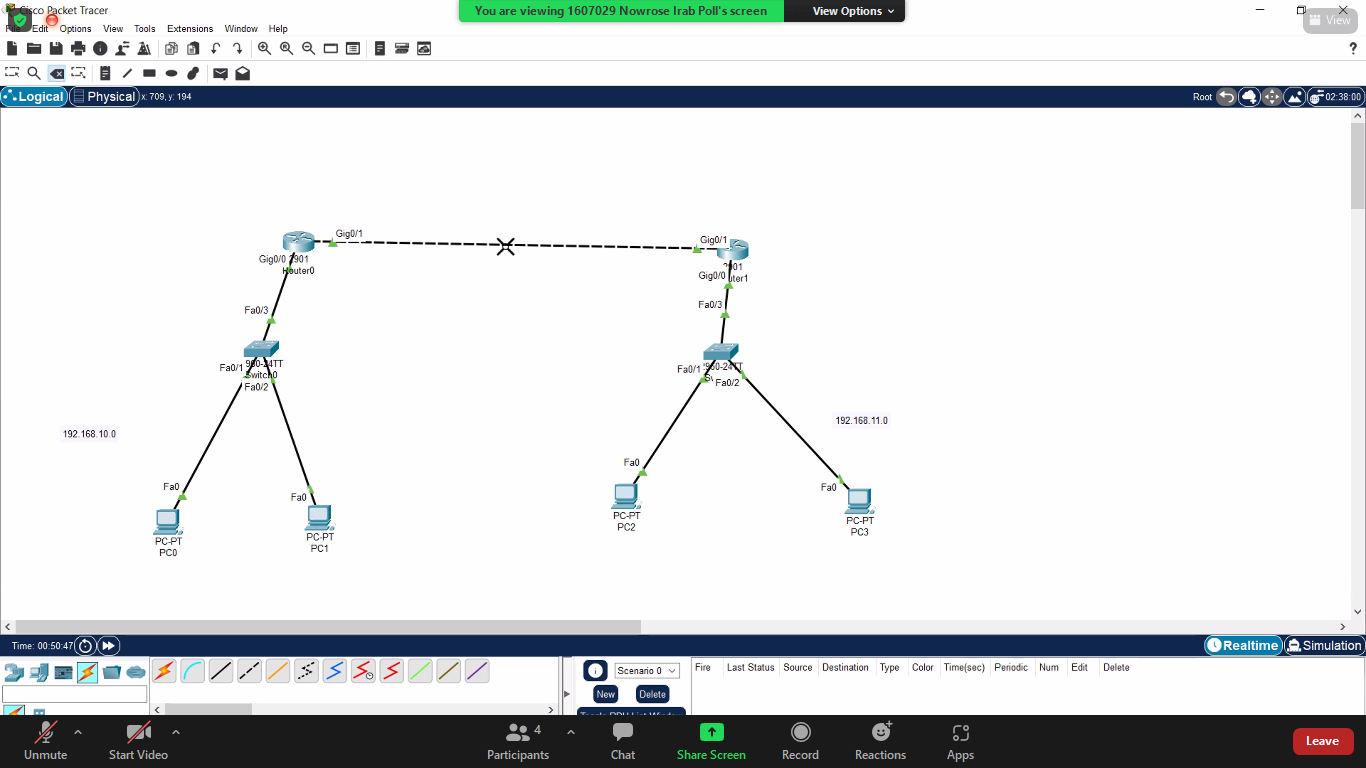 Cisco Packet Tracer
You are viewing 1607029 Nowrose Irab Poll's screen
View Options
View
File Edit Options View Tools Extensions Window Help
Logical
Physical
x: 709, y: 194
Root
02:38:00
Gig0/1
Gig0/1
Gig0/0 2901
Router0
2901
Gig0/0 uter1
Fa0/3
Fa0/3
Fa0/1 950-24TT
Switch0
Fa0/2
Fa0/1 950-24TT
Fa0/2
192.168.10.0
192.168.11.0
Fa0
Fa0
Fa0
Fa0
PC-PT
PC0
PC-PT
PC1
PC-PT
PC2
PC-PT
PC3
Time: 00:50:47
Realtime
Simulation
Scenario 0
New
Delete
Fire Last Status Source Destination Type Color Time(sec) Periodic Num Edit Delete
Unmute
Start Video
Participants
4
Chat
Share Screen
Record
Reactions
Apps
Leave